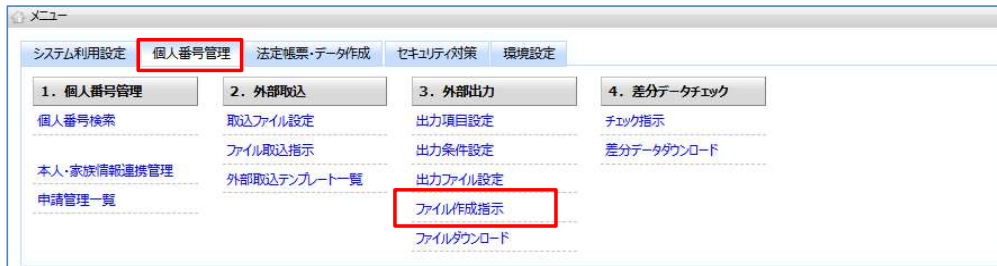 メニュー
システム利用設定 個人番号管理 法定帳票・データ作成 セキュリティ対策 環境設定
1．個人番号管理 2．外部取込 3．外部出力 4．差分データチェック
個人番号検索 取込ファイル設定 出力項目設定 チェック指示
ファイル取込指示 出力条件設定 差分データダウンロード
本人・家族情報連携管理 外部取込テンプレート一覧 出力ファイル設定
申請管理一覧 ファイル作成指示
ファイルダウンロード